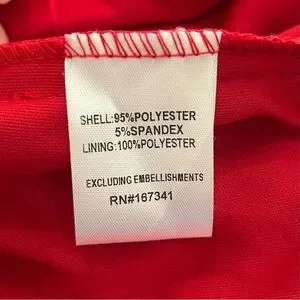 SHELL:95%POLYESTER
5%SPANDEX
LINING:100%POLYESTER
EXCLUDING EMBELLISHMENTS
RN#167341